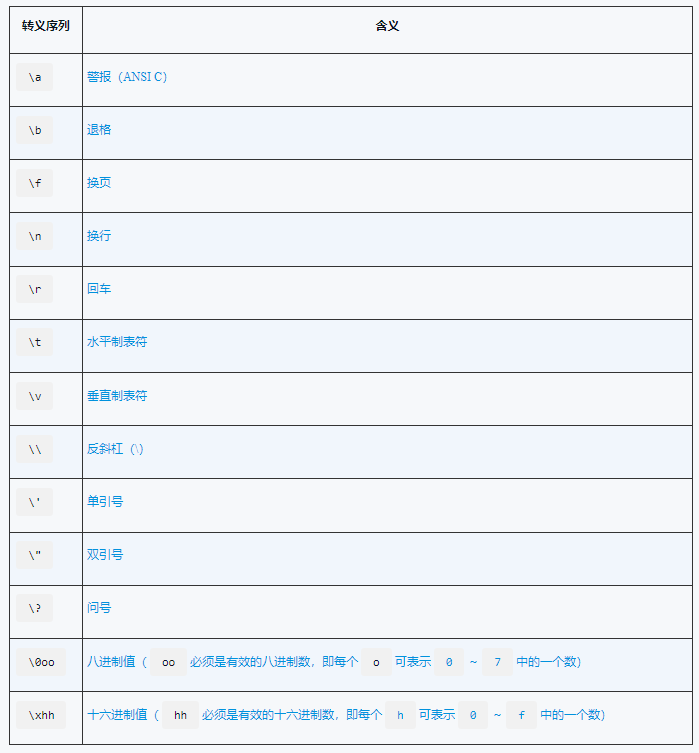 转义序列 含义
\a 警报（ANSI C）
\b 退格
\f 换页
\n 换行
\r 回车
\t 水平制表符
\v 垂直制表符
\\ 反斜杠（\）
\' 单引号
\" 双引号
\? 问号
\0oo 八进制值（ oo 必须是有效的八进制数，即每个 o 可表示 0 ~ 7 中的一个数）
\xhh 十六进制值（ hh 必须是有效的十六进制数，即每个 h 可表示 0 ~ f 中的一个数）